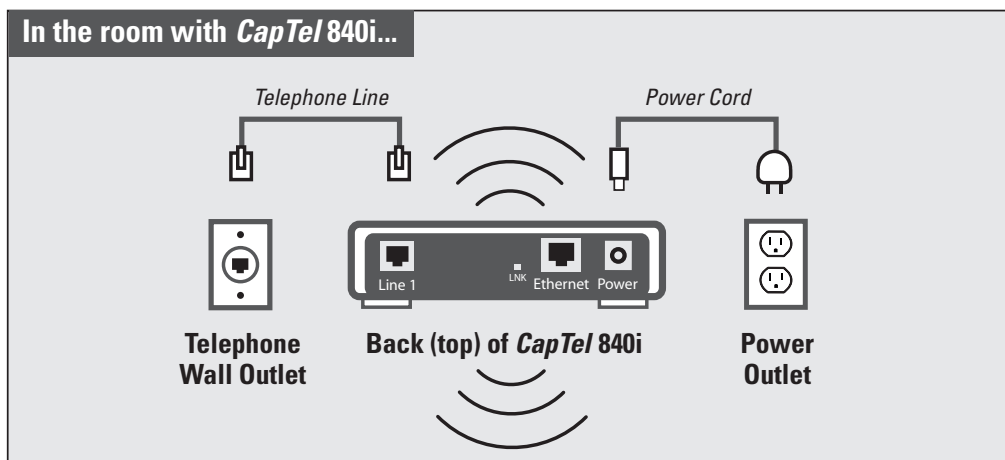 In the room with CapTel 840i...
Telephone Line
Power Cord
Line 1
LNK
Ethernet
Power
Telephone
Wall Outlet
Back (top) of CapTel 840i
Power
Outlet